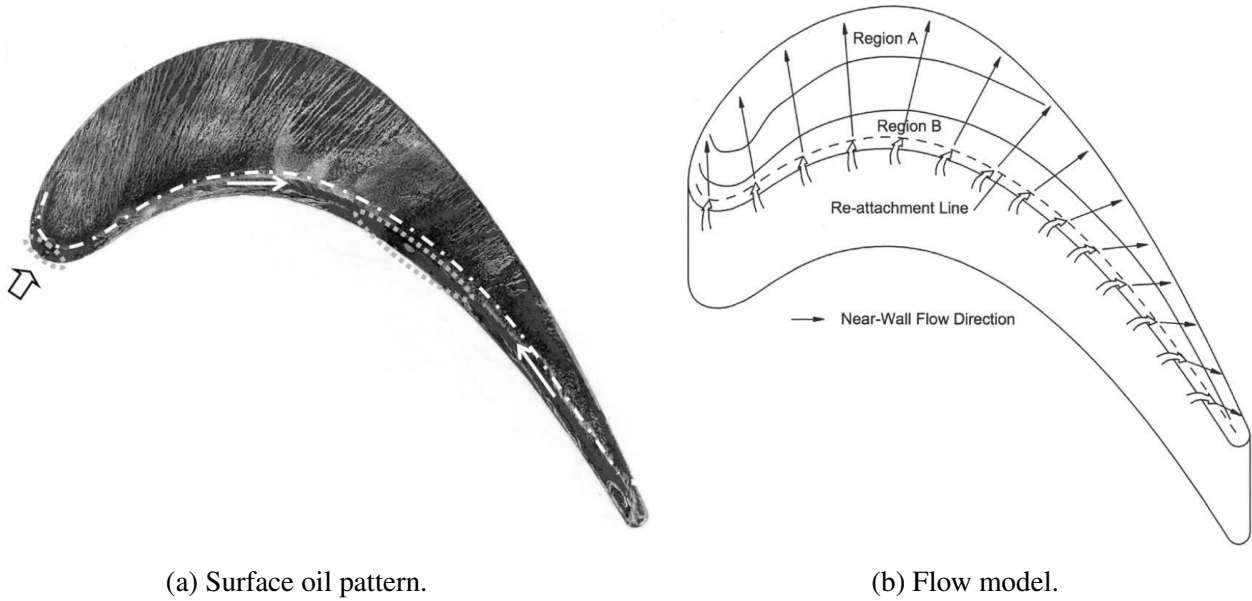 Region A
Region B
Re-attachment Line
Near-Wall Flow Direction
(a) Surface oil pattern.
(b) Flow model.